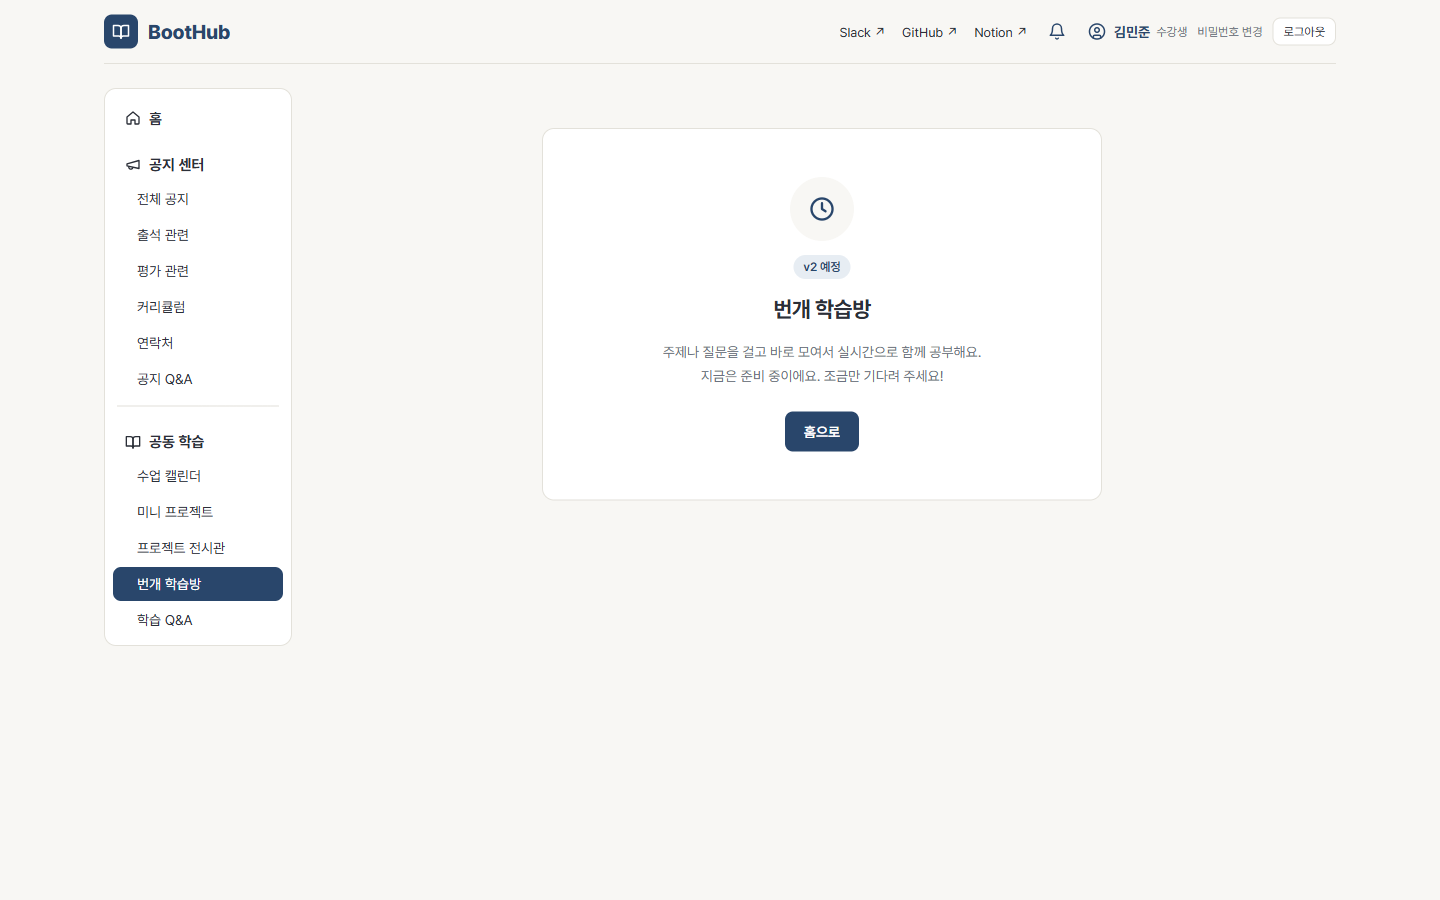 BootHub
Slack
GitHub
Notion
김민준 수강생
비밀번호 변경
로그아웃
홈
공지 센터
전체 공지
출석 관련
평가 관련
커리큘럼
연락처
공지 Q&A
공동 학습
수업 캘린더
미니 프로젝트
프로젝트 전시관
번개 학습방
학습 Q&A
v2 예정
번개 학습방
주제나 질문을 걸고 바로 모여서 실시간으로 함께 공부해요.
지금은 준비 중이에요. 조금만 기다려 주세요!
홈으로